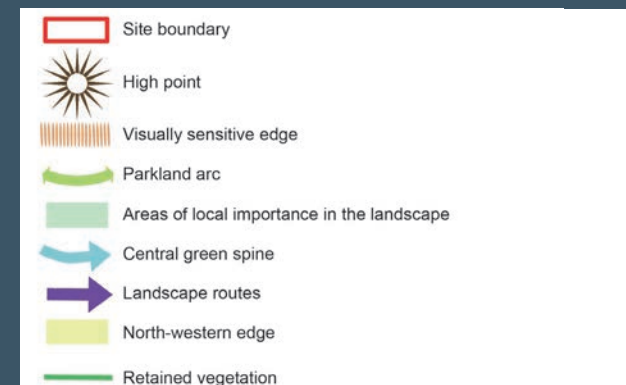 Site boundary
High point
Visually sensitive edge
Parkland arc
Areas of local importance in the landscape
Central green spine
Landscape routes
North-western edge
Retained vegetation